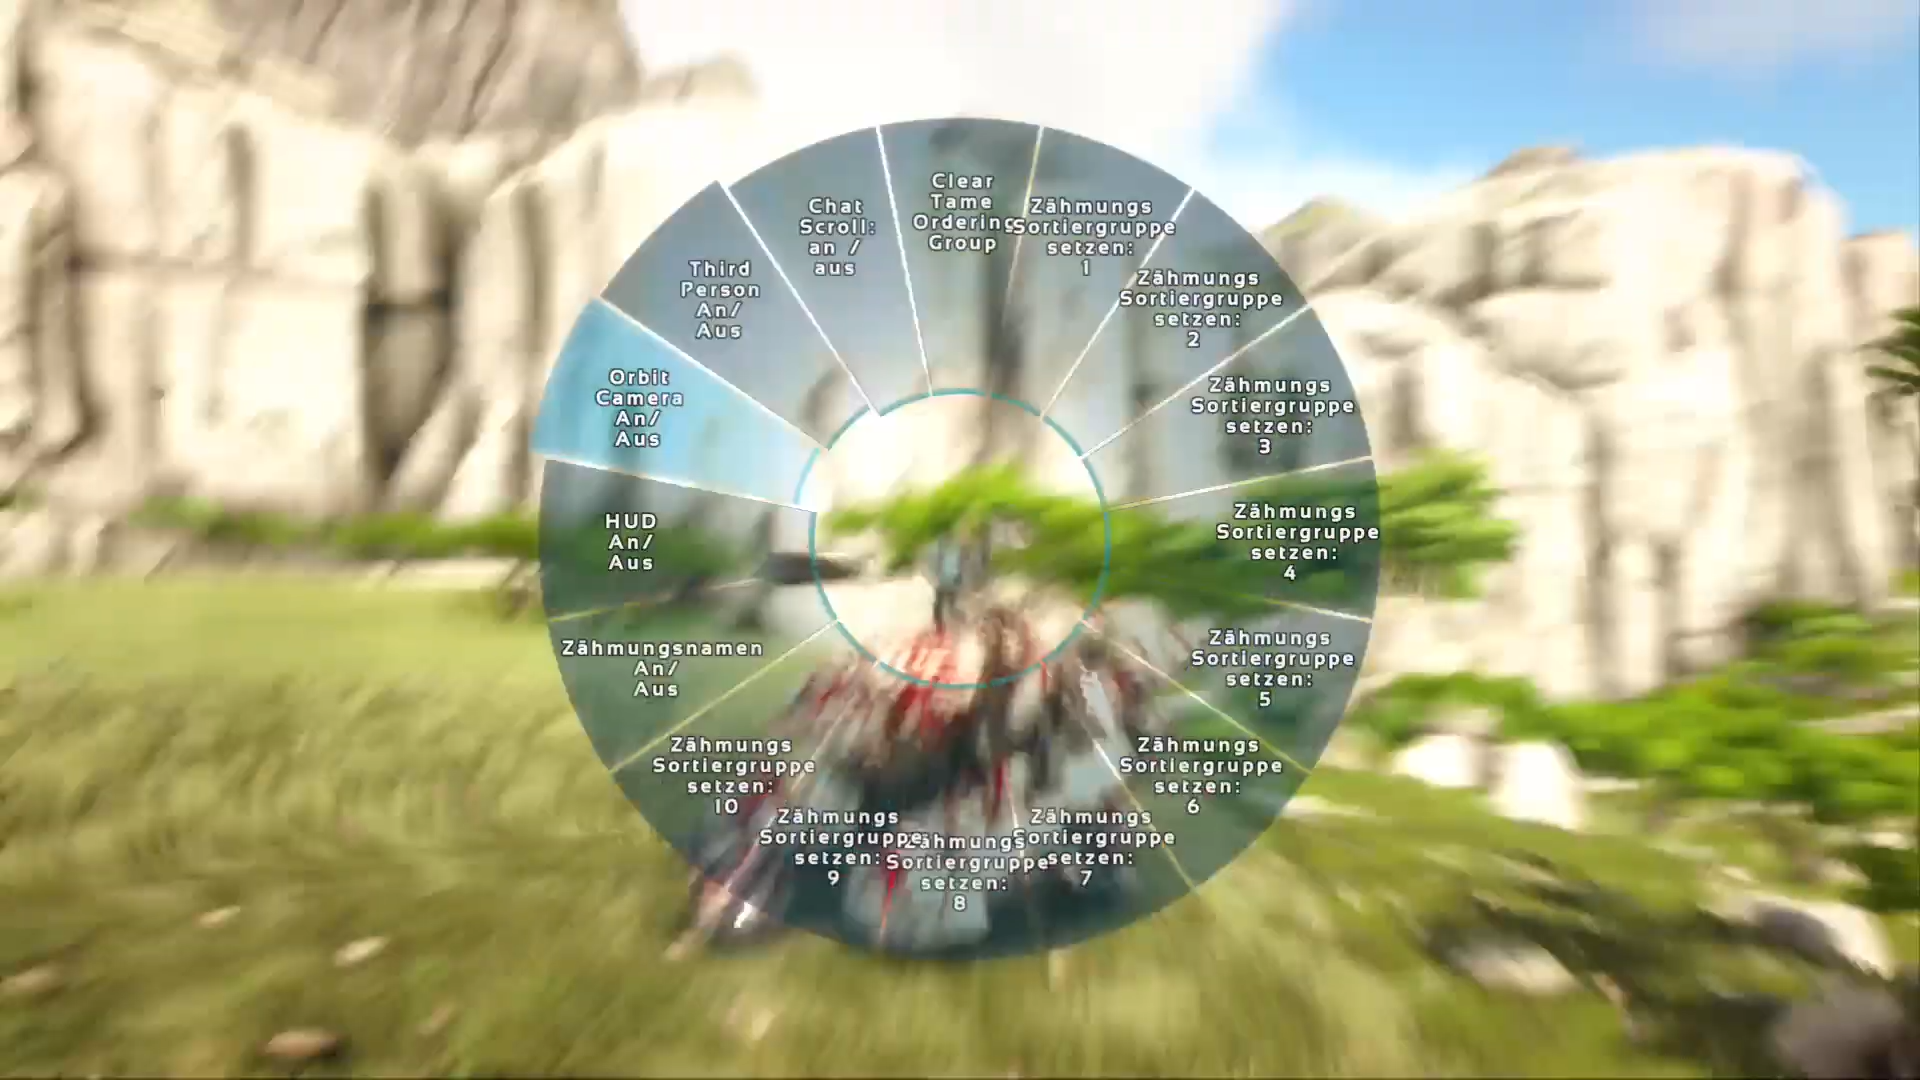 Clear
Tame
Ordering
Group
Zähmungs
Sortiergruppe
setzen:
1
Zähmungs
Sortiergruppe
setzen:
2
Zähmungs
Sortiergruppe
setzen:
3
Zähmungs
Sortiergruppe
setzen:
4
Zähmungs
Sortiergruppe
setzen:
5
Zähmungs
Sortiergruppe
setzen:
6
Zähmungs
Sortiergruppe
setzen:
7
Zähmungs
Sortiergruppe
setzen:
8
Zähmungs
Sortiergruppe
setzen:
9
Zähmungs
Sortiergruppe
setzen:
10
Zähmungsnamen
An/
Aus
HUD
An/
Aus
Orbit
Camera
An/
Aus
Third
Person
An/
Aus
Chat
Scroll:
an /
aus